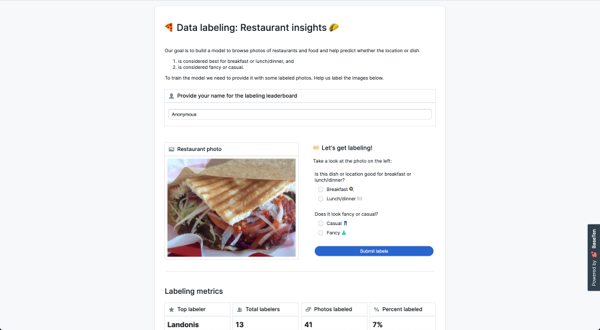 Data labeling: Restaurant insights
Our goal is to build a model to browse photos of restaurants and food and help predict whether the location or dish
1. is considered best for breakfast or lunch/dinner, and
2. is considered fancy or casual.
To train the model we need to provide it with some labeled photos. Help us label the images below.
Provide your name for the labeling leaderboard
Anonymous
Restaurant photo
Let's get labeling!
Take a look at the photo on the left:
Is this dish or location good for breakfast or
lunch/dinner?
Breakfast
Lunch/dinner
Does it look fancy or casual?
Casual
Fancy
Submit labels
Powered by BaseTen
Labeling metrics
Top labeler
Total labelers
Photos labeled
Percent labeled
Landonis
13
41
7%